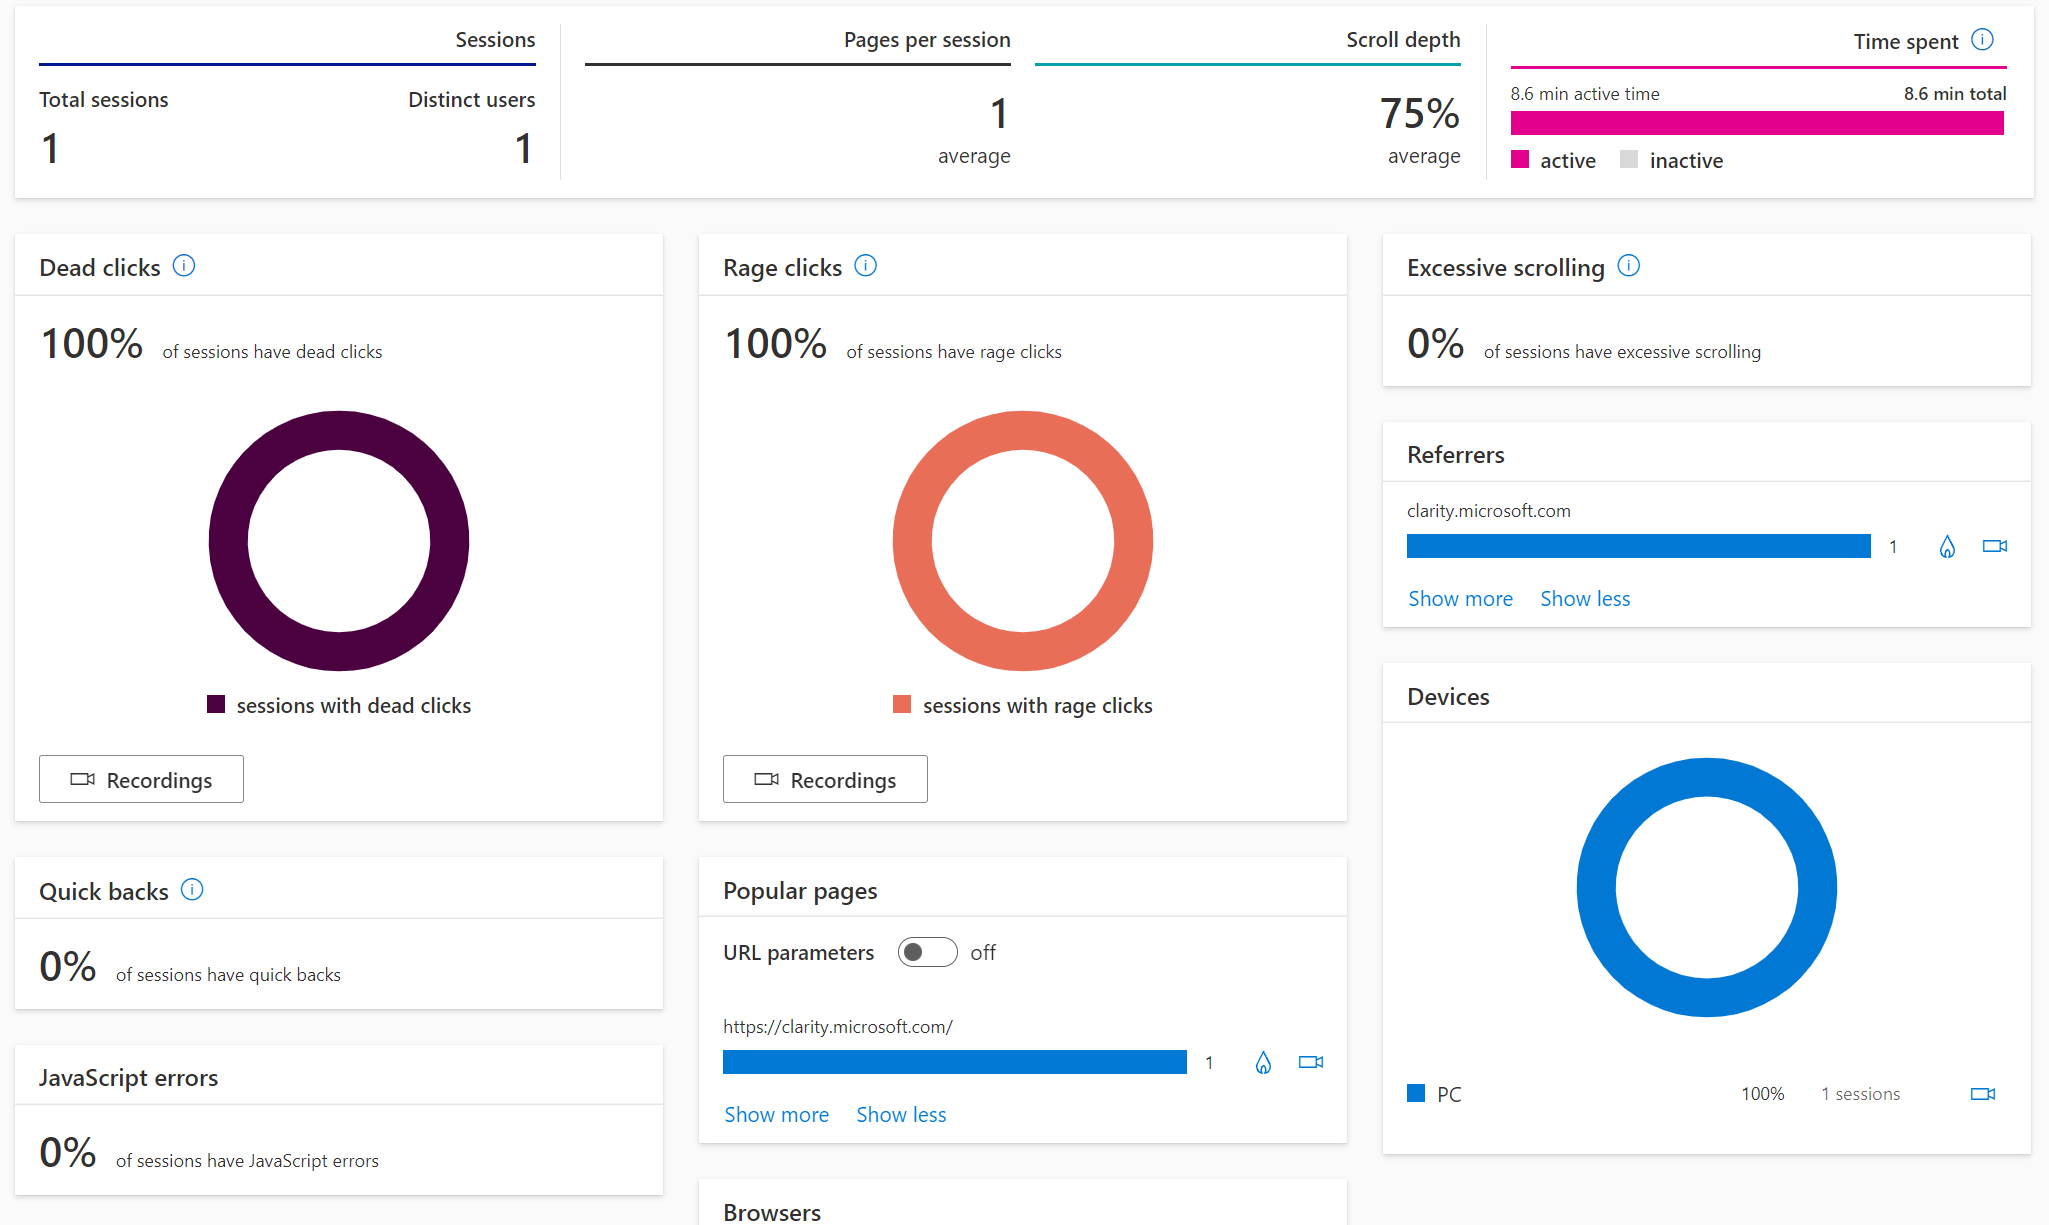 Sessions
Total sessions
Distinct users
1
1
Pages per session
1
average
Scroll depth
75%
average
Time spent
8.6 min active time
8.6 min total
active
inactive
Dead clicks
100% of sessions have dead clicks
sessions with dead clicks
Recordings
Rage clicks
100% of sessions have rage clicks
sessions with rage clicks
Recordings
Excessive scrolling
0% of sessions have excessive scrolling
Referrers
clarity.microsoft.com
1
Show more Show less
Devices
PC 100% 1 sessions
Quick backs
0% of sessions have quick backs
JavaScript errors
0% of sessions have JavaScript errors
Popular pages
URL parameters off
https://clarity.microsoft.com/
1
Show more Show less
Browsers